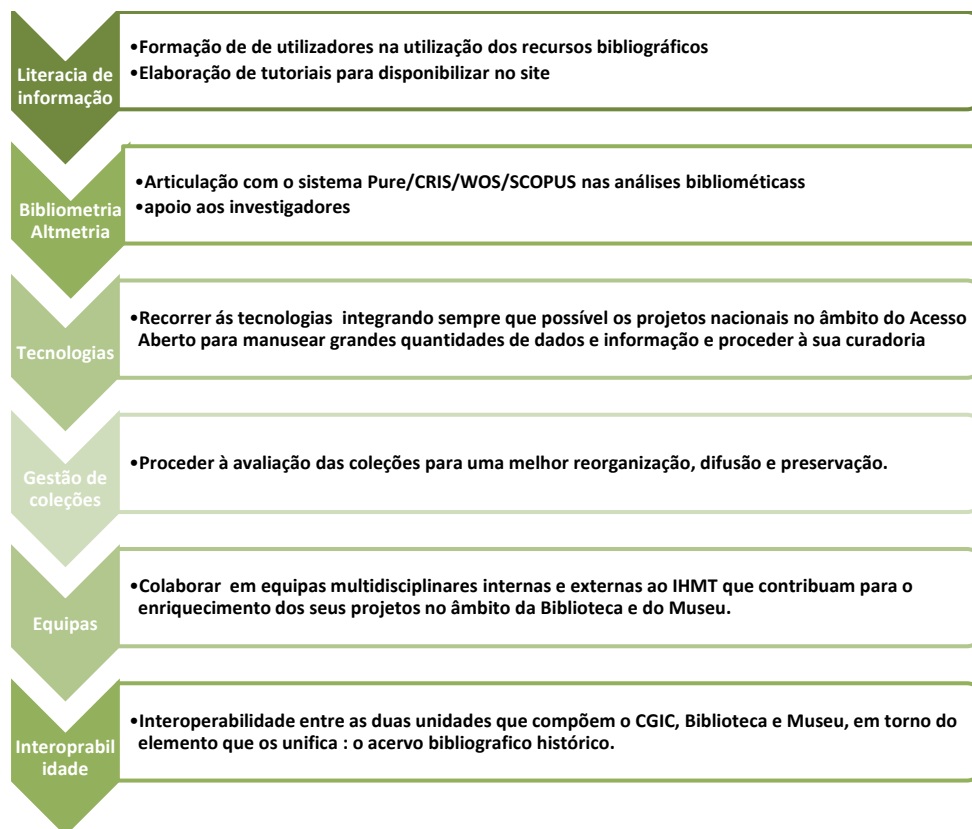 Literacia de
informação
•Formação de de utilizadores na utilização dos recursos bibliográficos
•Elaboração de tutoriais para disponibilizar no site
Bibliometria
Altmetria
•Articulação com o sistema Pure/CRIS/WOS/SCOPUS nas análises bibliométicass
•apoio aos investigadores
Tecnologias
•Recorrer ás tecnologias integrando sempre que possível os projetos nacionais no âmbito do Acesso
Aberto para manusear grandes quantidades de dados e informação e proceder à sua curadoria
Gestão de
coleções
•Proceder à avaliação das coleções para uma melhor reorganização, difusão e preservação.
Equipas
•Colaborar em equipas multidisciplinares internas e externas ao IHMT que contribuam para o
enriquecimento dos seus projetos no âmbito da Biblioteca e do Museu.
Interoprabil
idade
•Interoperabilidade entre as duas unidades que compõem o CGIC, Biblioteca e Museu, em torno do
elemento que os unifica : o acervo bibliografico histórico.